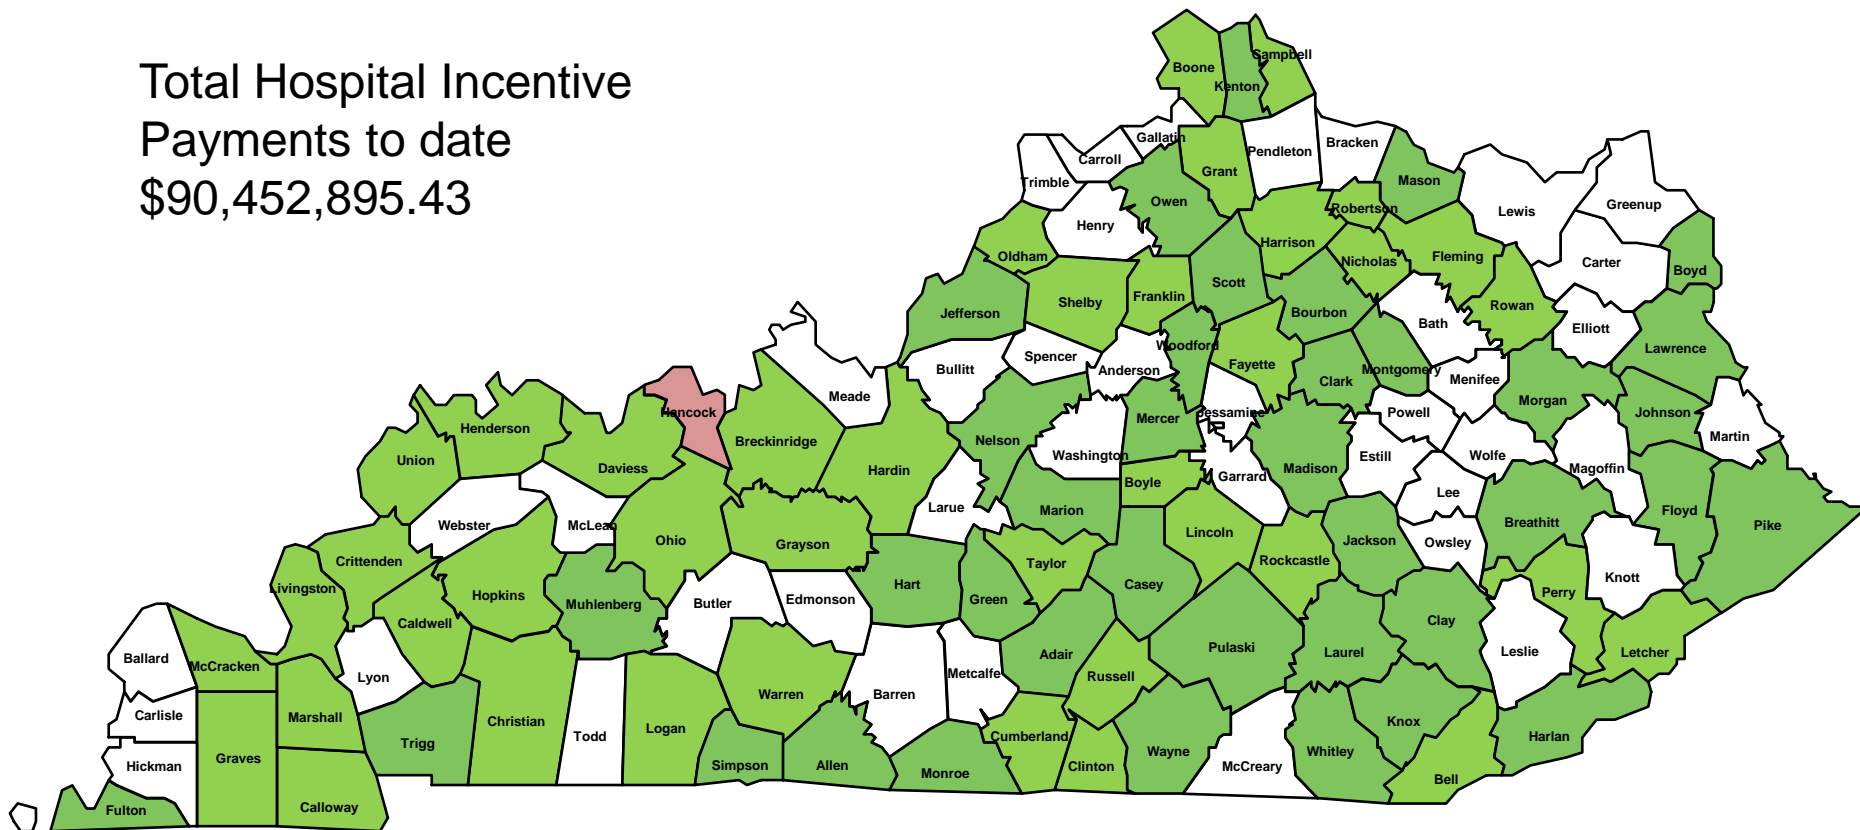 Total Hospital Incentive
Payments to date
$90,452,895.43
Campbell
Boone
Kenton
Gallatin
Bracken
Pendleton
Carroll
Grant
Mason
Trimble
Owen
Robertson
Lewis
Greenup
Henry
Harrison
Oldham
Fleming
Nicholas
Carter
Boyd
Scott
Shelby
Franklin
Rowan
Jefferson
Bourbon
Bath
Elliott
Woodford
Lawrence
Spencer
Fayette
Bullitt
Anderson
Montgomery
Clark
Menifee
Meade
Morgan
Hancock
Jessamine
Powell
Johnson
Mercer
Henderson
Martin
Breckinridge
Nelson
Washington
Wolfe
Estill
Union
Daviess
Hardin
Madison
Magoffin
Garrard
Boyle
Lee
Larue
Marion
Floyd
Webster
McLean
Breathitt
Pike
Lincoln
Ohio
Grayson
Jackson
Owsley
Crittenden
Rockcastle
Taylor
Knott
Livingston
Hart
Casey
Perry
Hopkins
Edmonson
Green
Muhlenberg
Butler
Caldwell
Clay
Pulaski
Adair
Laurel
Leslie
Letcher
Ballard
McCracken
Lyon
Metcalfe
Russell
Warren
Barren
Carlisle
Marshall
Christian
Knox
Logan
Todd
Cumberland
Harlan
Trigg
Wayne
Whitley
Graves
Hickman
Simpson
Allen
Clinton
McCreary
Monroe
Bell
Calloway
Fulton